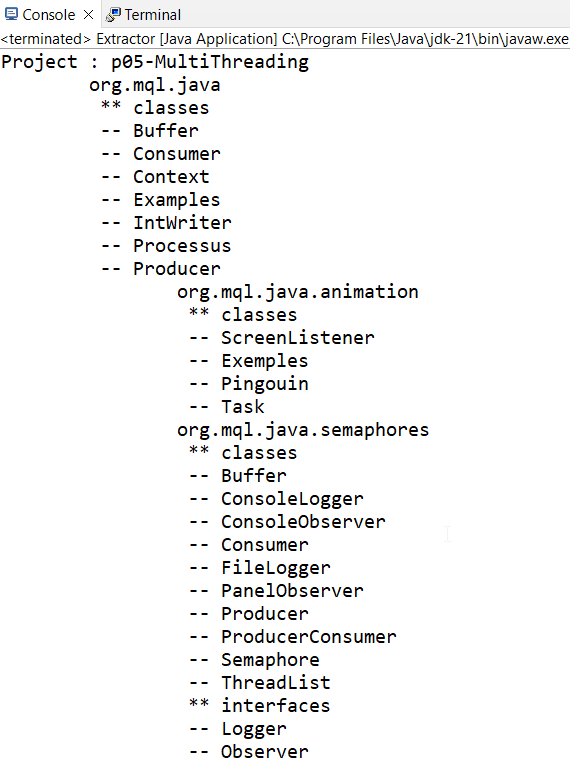 Console Terminal
<terminated> Extractor [Java Application] C:\Program Files\Java\jdk-21\bin\javaw.exe
Project : p05-MultiThreading
org.mql.java
** classes
-- Buffer
-- Consumer
-- Context
-- Examples
-- IntWriter
-- Processus
-- Producer
org.mql.java.animation
** classes
-- ScreenListener
-- Exemples
-- Pingouin
-- Task
org.mql.java.semaphores
** classes
-- Buffer
-- ConsoleLogger
-- ConsoleObserver
-- Consumer
-- FileLogger
-- PanelObserver
-- Producer
-- ProducerConsumer
-- Semaphore
-- ThreadList
** interfaces
-- Logger
-- Observer